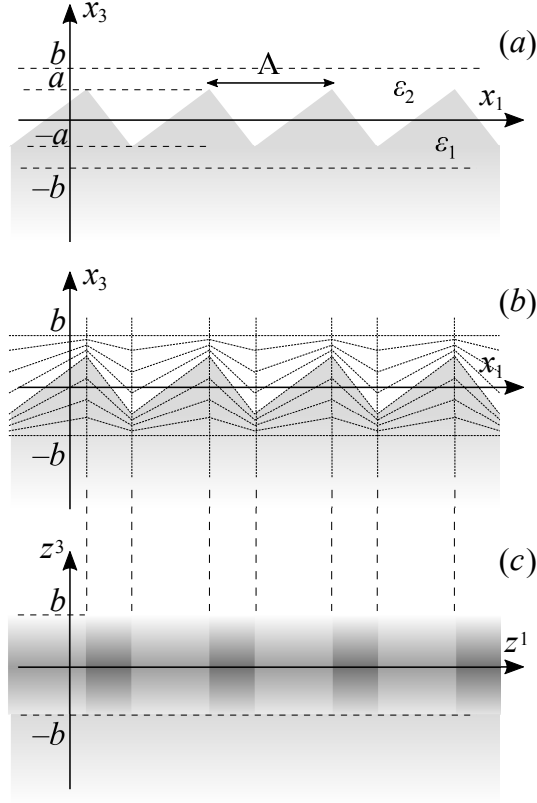 x₃
(a)
b
a
Λ
ε₂
x₁
–a
ε₁
–b
x₃
(b)
b
x₁
–b
z³
(c)
b
z¹
–b